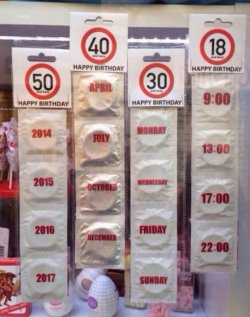 50
HAPPY BIRTHDAY
2014
2015
2016
2017
40
HAPPY BIRTHDAY
APRIL
JULY
OCTOBER
DECEMBER
30
HAPPY BIRTHDAY
MONDAY
WEDNESDAY
FRIDAY
SUNDAY
18
HAPPY BIRTHDAY
9:00
13:00
17:00
22:00